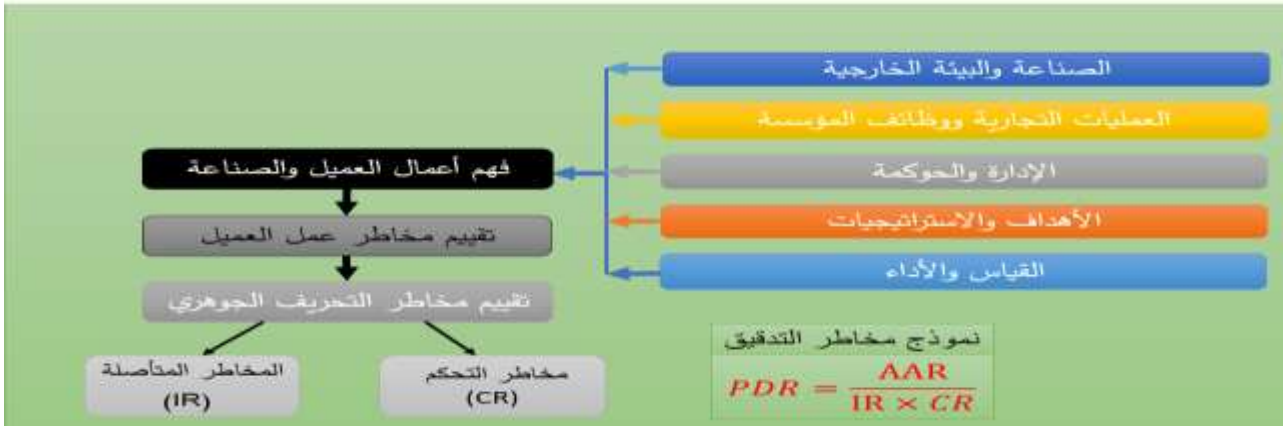 الصناعة والبيئة الخارجية
العمليات التجارية ووظائف المؤسسة
الإدارة والحوكمة
الأهداف والاستراتيجيات
القياس والأداء
فهم أعمال العميل والصناعة
تقييم مخاطر عمل العميل
تقييم مخاطر التحريف الجوهري
مخاطر التحكم
(CR)
المخاطر المتأصلة
(IR)
نموذج مخاطر التدقيق
PDR = AAR / IR × CR